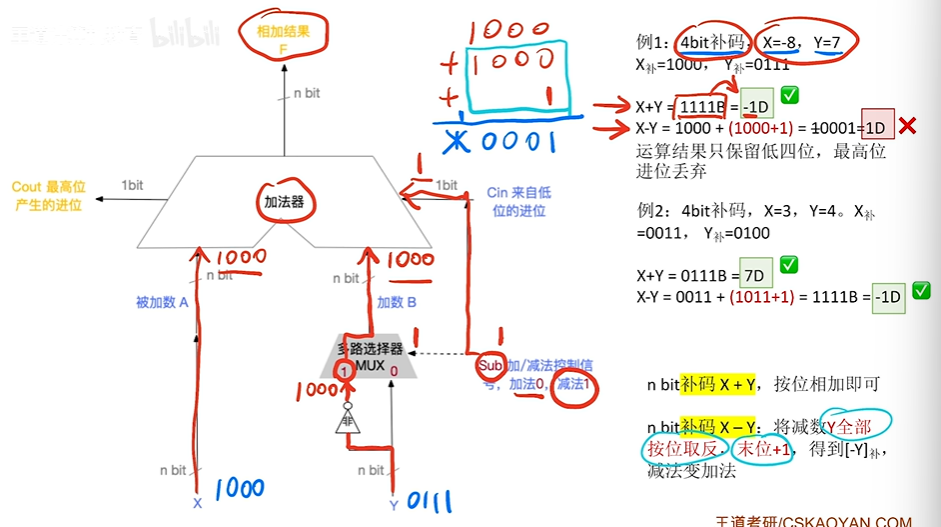 bilibili
相加结果
F
n bit
Cout 最高位
产生的进位
1bit
加法器
1
1bit
Cin 来自低
位的进位
1000
n bit
1000
n bit
被加数 A
加数 B
多路选择器
MUX
1
0
1
1
Sub 加/减法控制信
号，加法0，减法1
1000
非
n bit
n bit
X
1000
Y
0111
1000
+1000
+ 1
10001
例1：4bit补码，X=-8，Y=7
X补=1000， Y补=0111
X+Y = 1111B = -1D
X-Y = 1000 + (1000+1) = 10001=1D
运算结果只保留低四位，最高位
进位丢弃
例2：4bit补码，X=3，Y=4。X补
=0011， Y补=0100
X+Y = 0111B = 7D
X-Y = 0011 + (1011+1) = 1111B = -1D
n bit补码 X + Y，按位相加即可
n bit补码 X – Y：将减数Y全部
按位取反，末位+1，得到[-Y]补，
减法变加法
王道考研/CSKAOYAN.COM